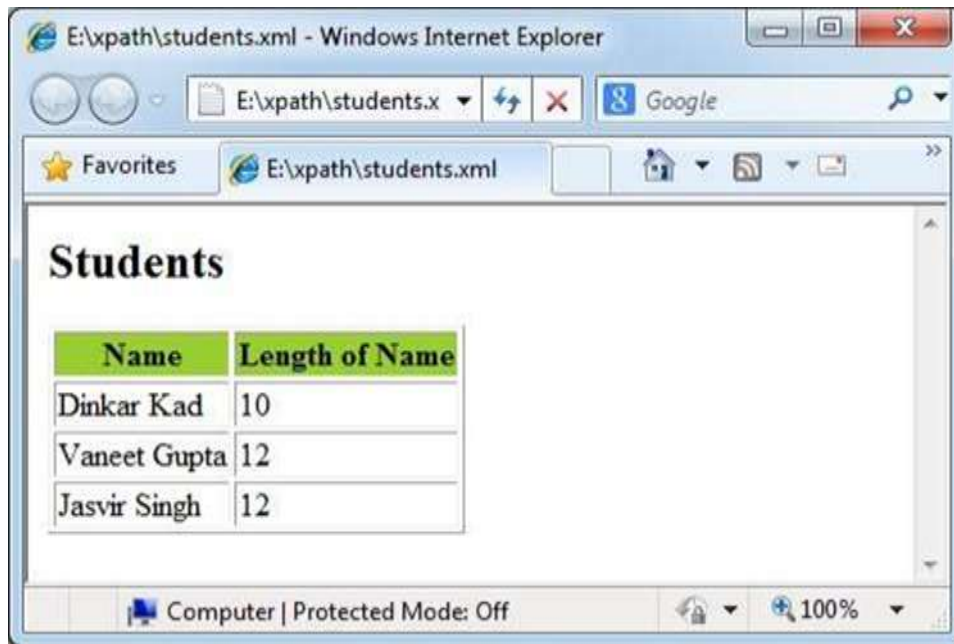 E:\xpath\students.xml - Windows Internet Explorer
E:\xpath\students.x Google
Favorites E:\xpath\students.xml
Students
Name Length of Name
Dinkar Kad 10
Vaneet Gupta 12
Jasvir Singh 12
Computer | Protected Mode: Off 100%